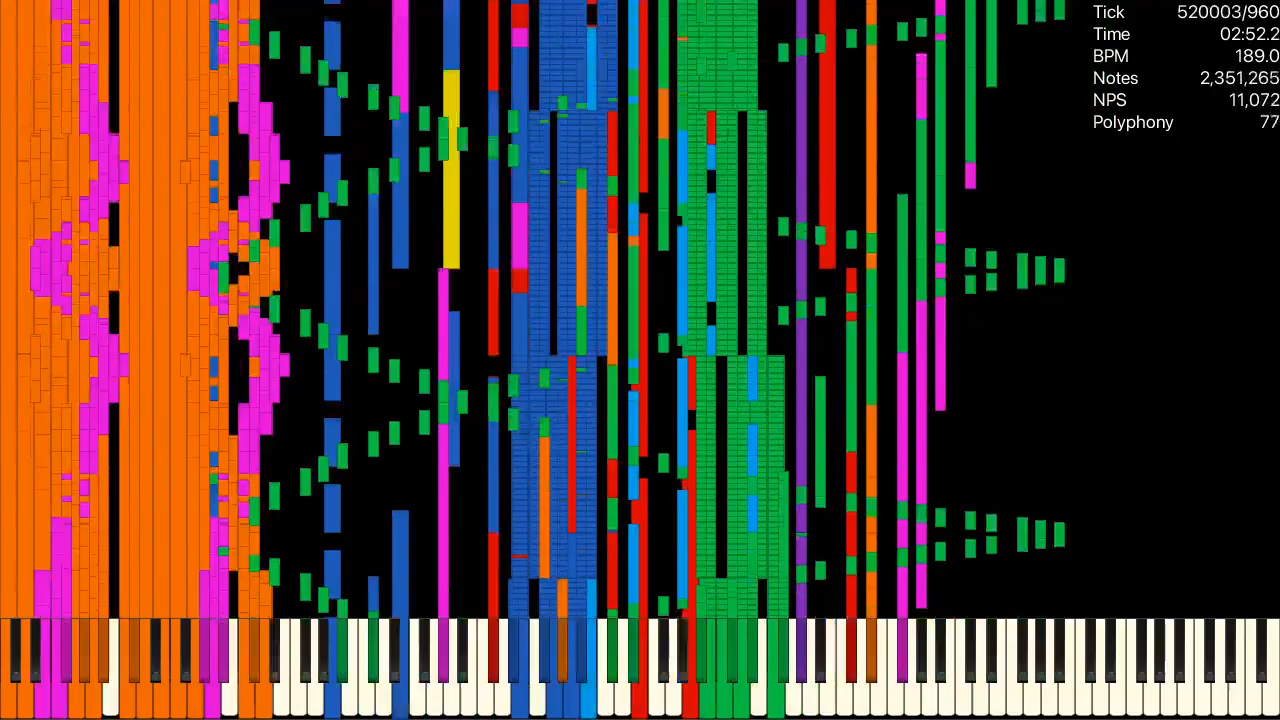 Tick 520003/960
Time 02:52.2
BPM 189.0
Notes 2,351,265
NPS 11,072
Polyphony 77